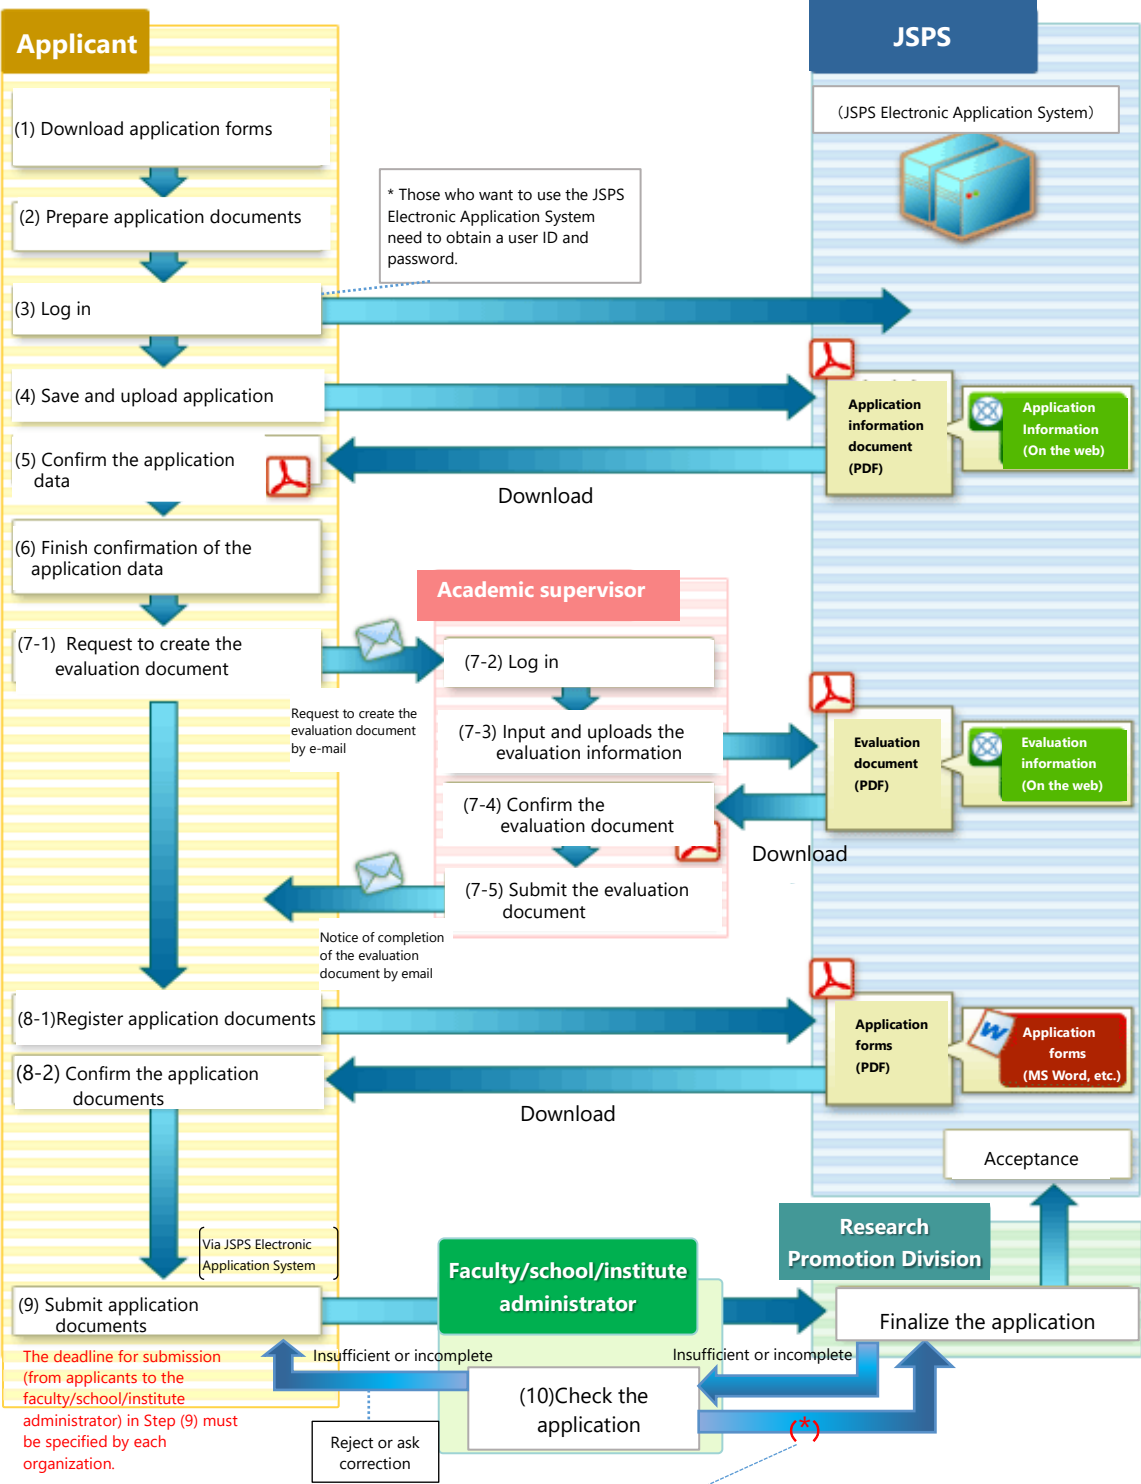 Applicant
JSPS
(JSPS Electronic Application System）
(1) Download application forms
* Those who want to use the JSPS
Electronic Application System
need to obtain a user ID and
password.
(2) Prepare application documents
(3) Log in
(4) Save and upload application
Application
information
document
(PDF)
Application
Information
(On the web)
(5) Confirm the application
data
Download
(6) Finish confirmation of the
application data
Academic supervisor
(7-1)  Request to create the
evaluation document
(7-2) Log in
Request to create the
evaluation document
by e-mail
(7-3) Input and uploads the
evaluation information
Evaluation
document
(PDF)
Evaluation
information
(On the web)
(7-4) Confirm the
evaluation document
Download
(7-5) Submit the evaluation
document
Notice of completion
of the evaluation
document by email
(8-1)Register application documents
Application
forms
(PDF)
W
Application
forms
(MS Word, etc.)
(8-2) Confirm the application
documents
Download
Acceptance
Research
Promotion Division
Via JSPS Electronic
Application System
Faculty/school/institute
administrator
(9) Submit application
documents
Finalize the application
Insufficient or incomplete
Insufficient or incomplete
The deadline for submission
(from applicants to the
faculty/school/institute
administrator) in Step (9) must
be specified by each
organization.
(10)Check the
application
(*)
Reject or ask
correction